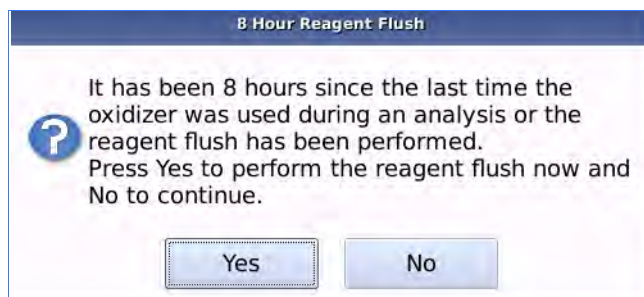 8 Hour Reagent Flush
It has been 8 hours since the last time the
oxidizer was used during an analysis or the
reagent flush has been performed.
Press Yes to perform the reagent flush now and
No to continue.
Yes No